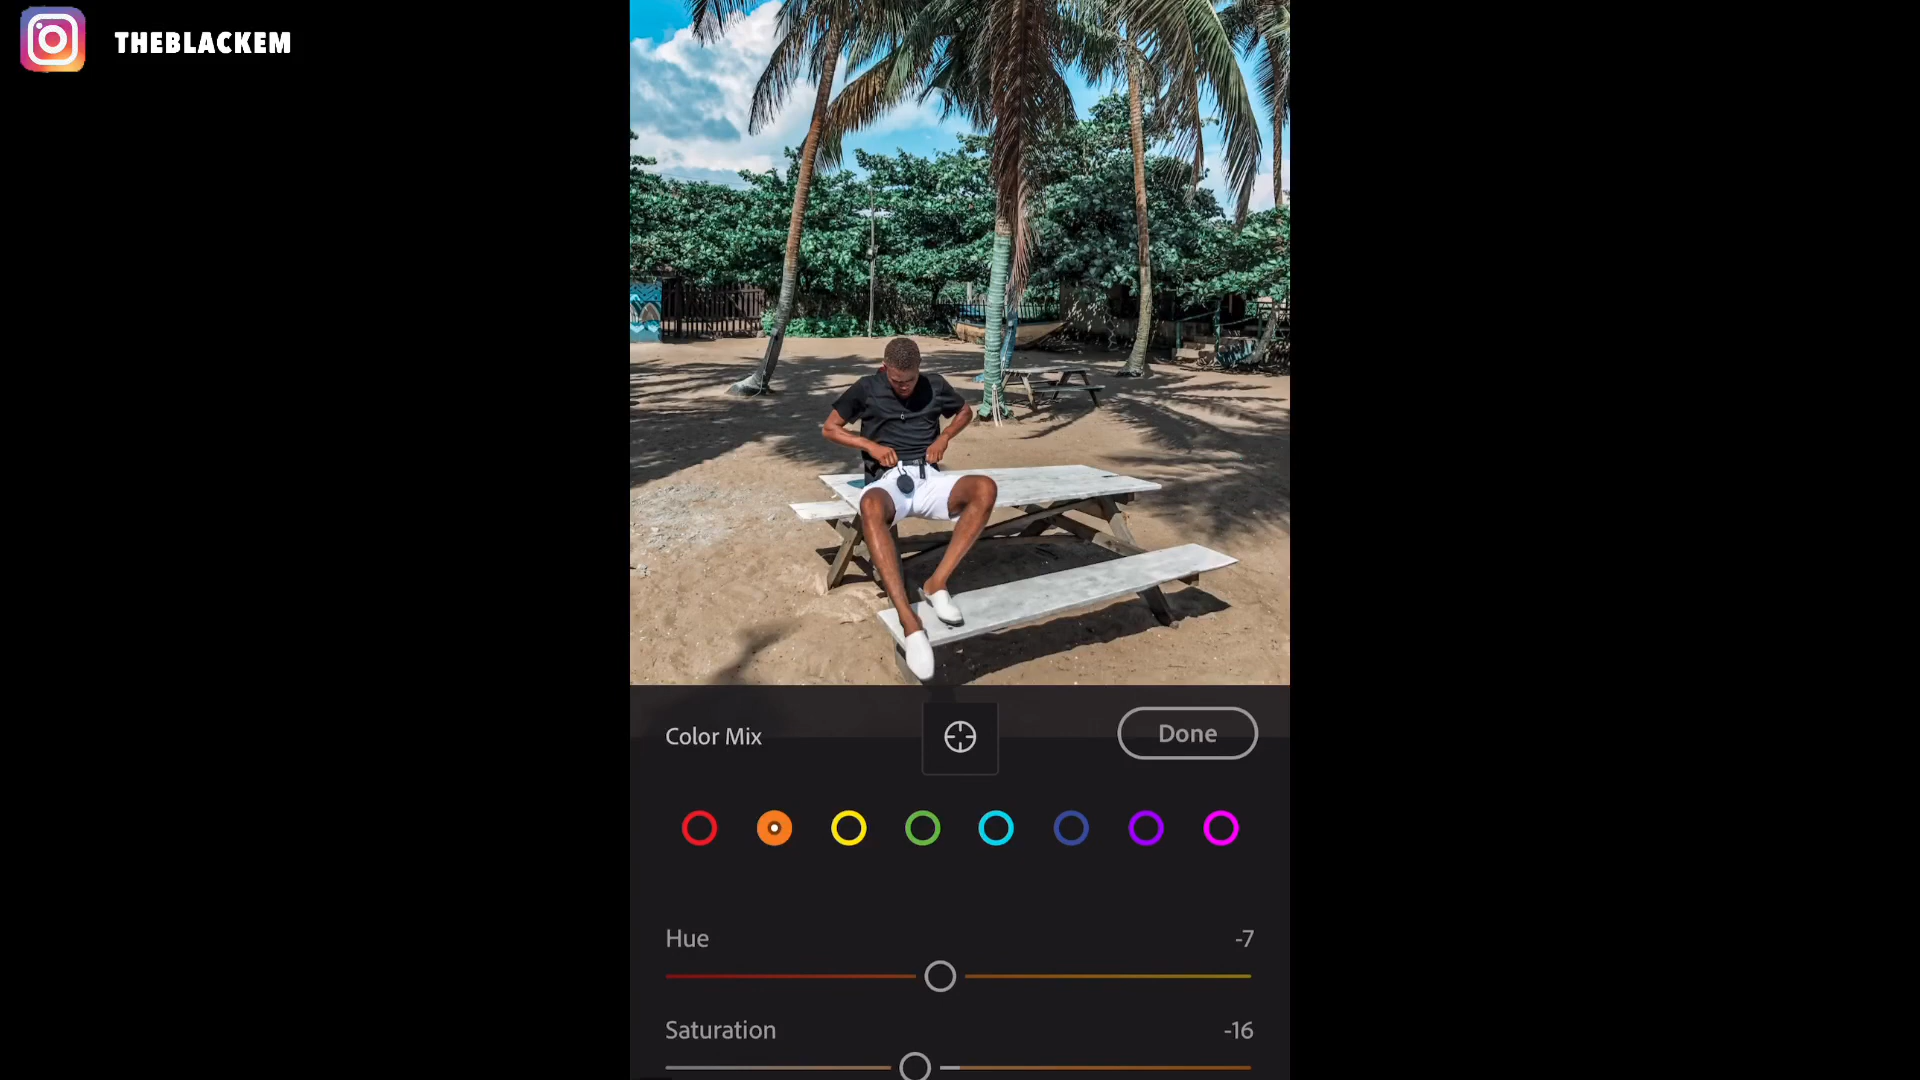 THEBLACKEM
Color Mix
Done
Hue
-7
Saturation
-16